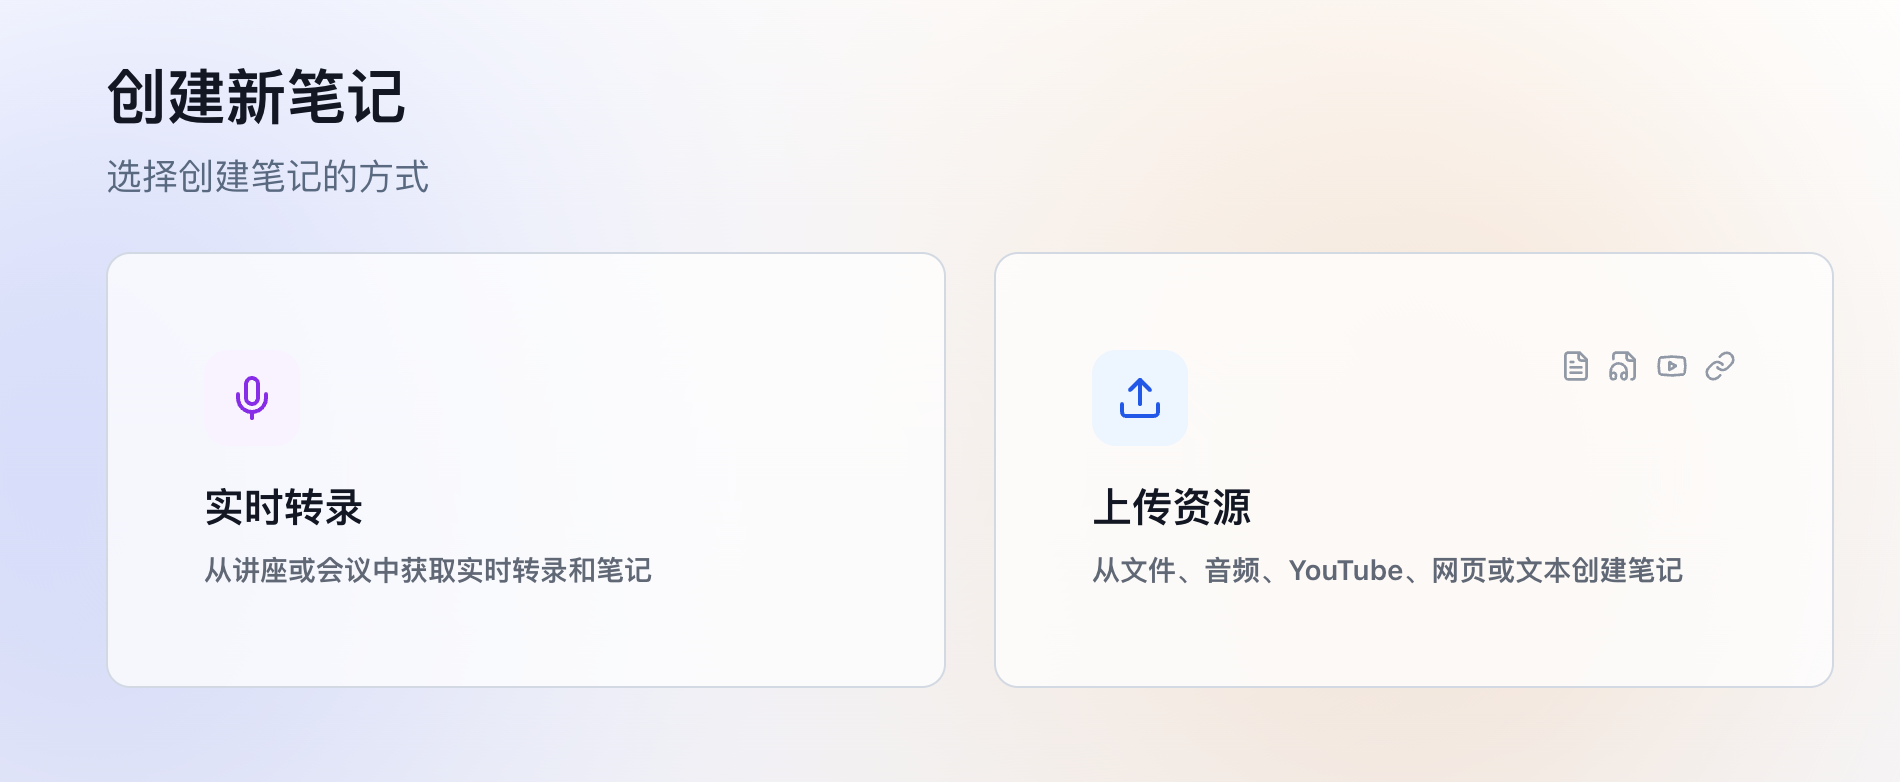 创建新笔记
选择创建笔记的方式
实时转录
从讲座或会议中获取实时转录和笔记
上传资源
从文件、音频、YouTube、网页或文本创建笔记